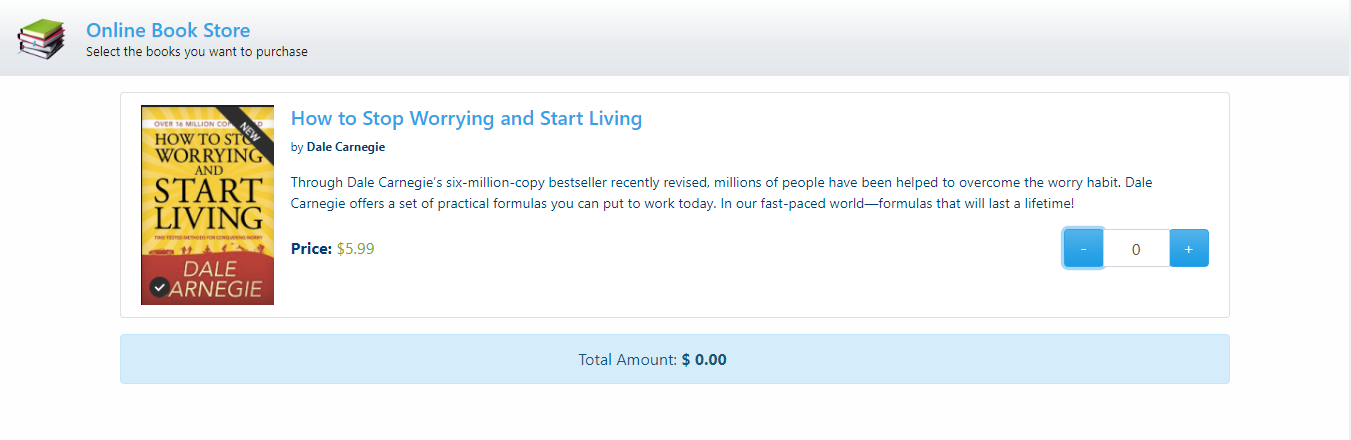 Online Book Store
Select the books you want to purchase
OVER 16 MILLION
NEW
HOW TO STO
WORRYING
AND
START
LIVING
TIME-TESTED METHODS FOR CONQUERING WORRY
DALE
ARNEGIE
How to Stop Worrying and Start Living
by Dale Carnegie
Through Dale Carnegie's six-million-copy bestseller recently revised, millions of people have been helped to overcome the worry habit. Dale
Carnegie offers a set of practical formulas you can put to work today. In our fast-paced world—formulas that will last a lifetime!
Price: $5.99
- 0 +
Total Amount: $ 0.00